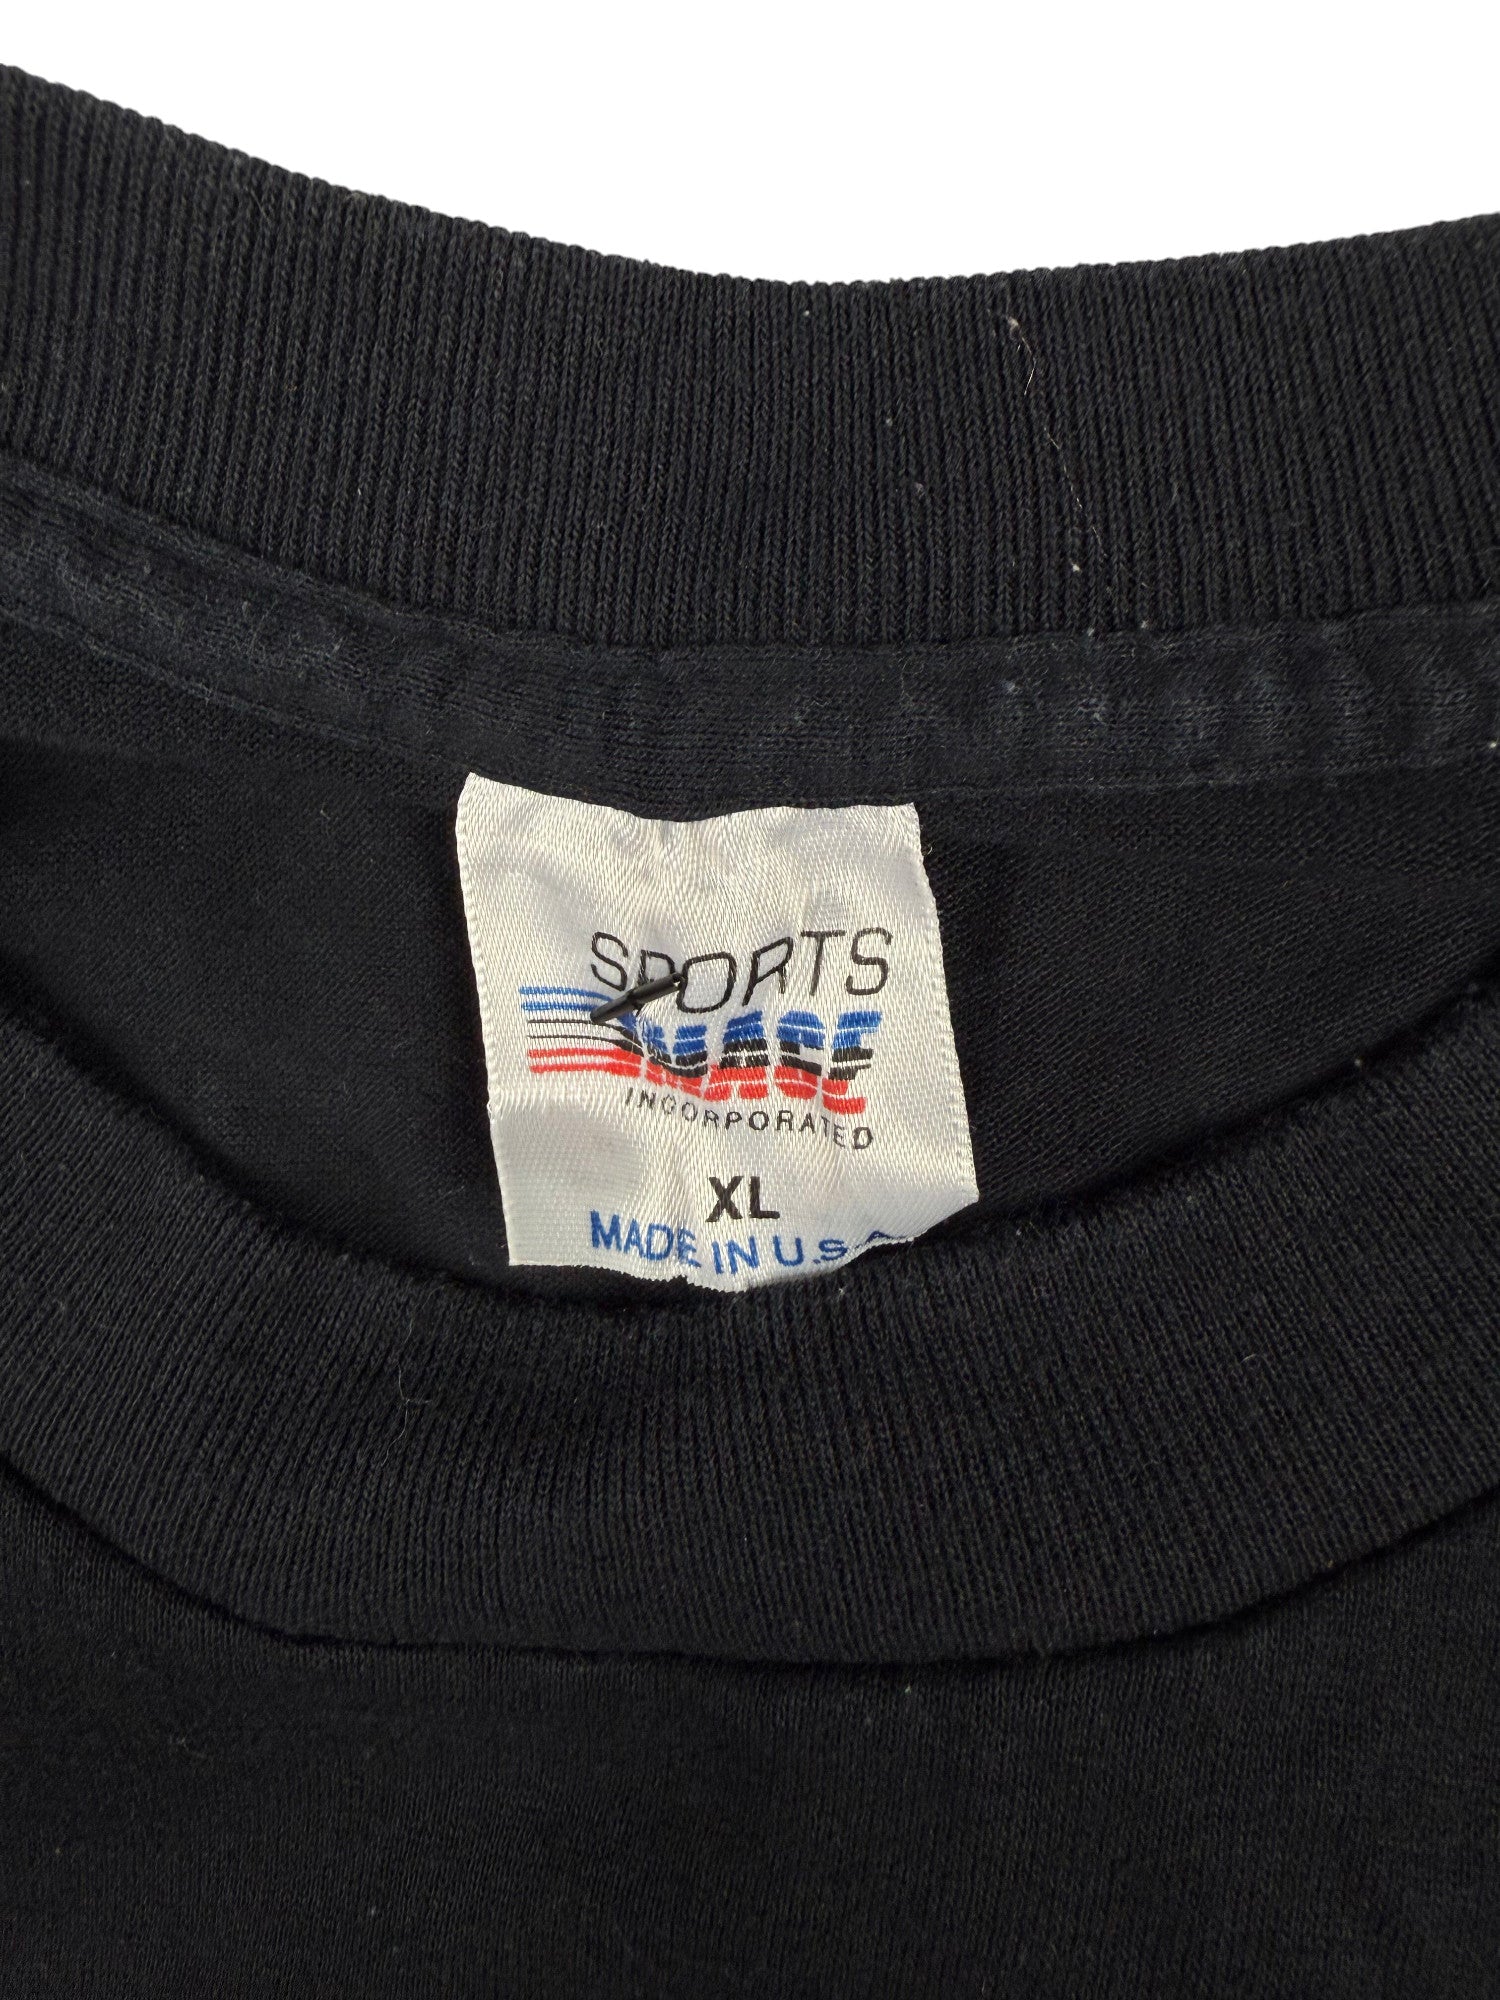 SPORTS
IMAGE
INCORPORATED
XL
MADE IN U.S.A.